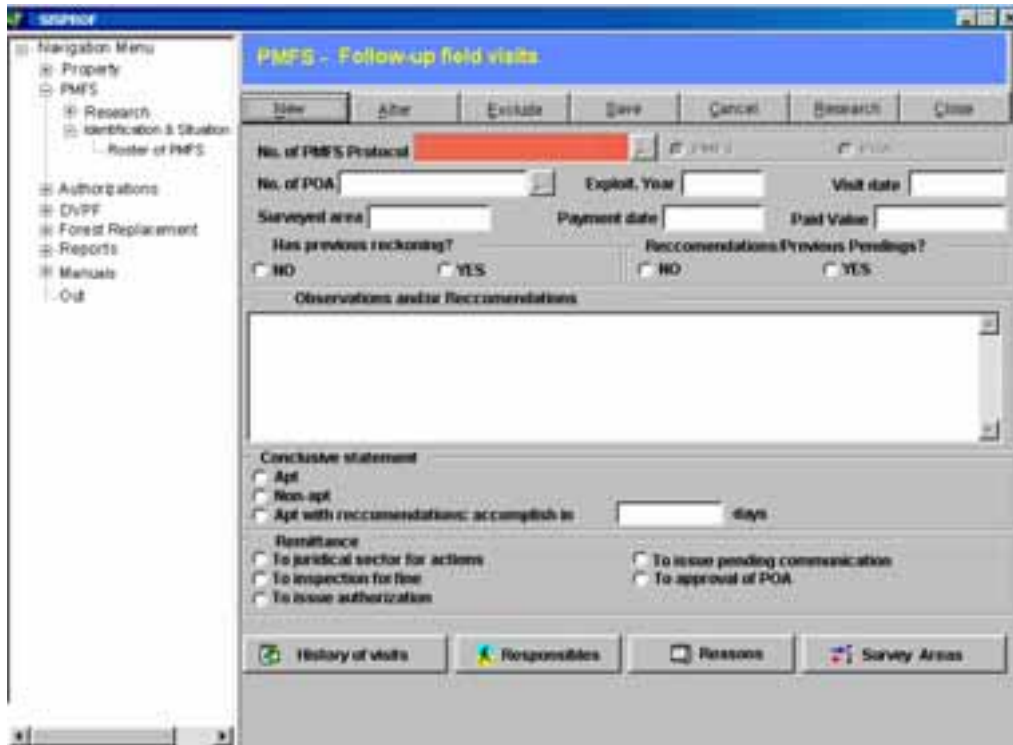 SISPROF
Navigation Menu
Property
PMFS
Research
Identification & Situation
Roster of PMFS
Authorizations
DVPF
Forest Replacement
Reports
Manuals
Out
PMFS - Follow-up field visits
New Alter Exclude Save Cancel Research Close
No. of PMFS Protocol PMFS POA
No. of POA Exploit. Year Visit date
Surveyed area Payment date Paid Value
Has previous reckoning? Reccomendations/Previous Pendings?
NO YES NO YES
Observations and/or Reccomendations
Conclusive statement
Apt
Non-apt
Apt with reccomendations: accomplish in days
Remittance
To juridical sector for actions To issue pending communication
To inspection for fine To approval of POA
To issue authorization
History of visits Responsibles Reasons Survey Areas